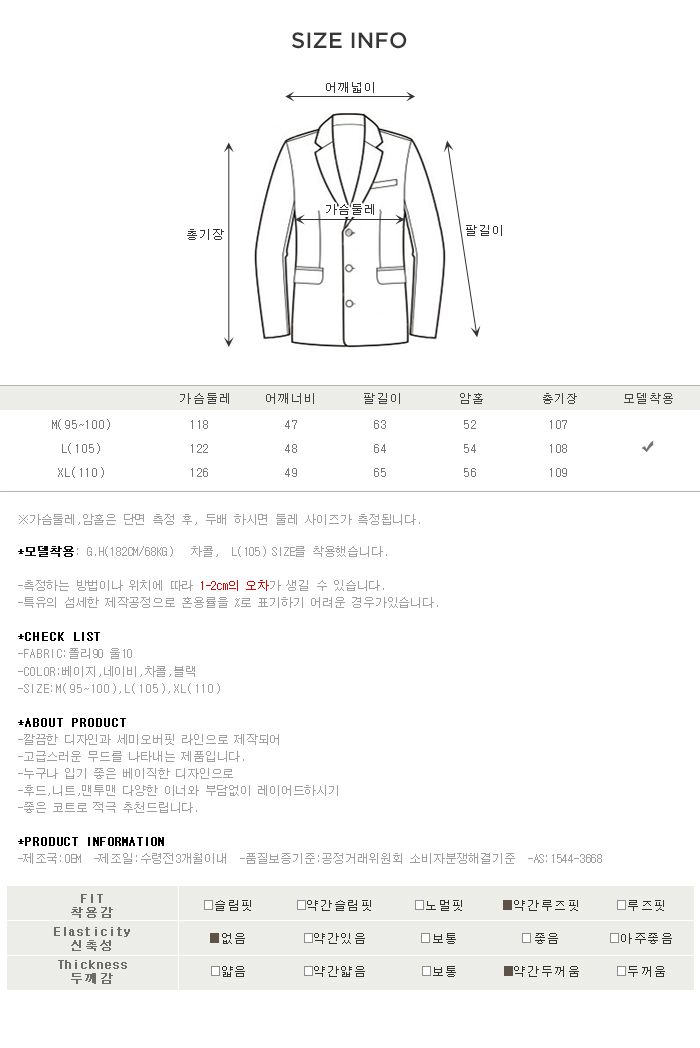 SIZE INFO
어깨넓이
가슴둘레
총기장
팔길이
가슴둘레 어깨너비 팔길이 암홀 총기장 모델착용
M(95~100) 118 47 63 52 107
L(105) 122 48 64 54 108
XL(110) 126 49 65 56 109
※가슴둘레,암홀은 단면 측정 후, 두배 하시면 둘레 사이즈가 측정됩니다.
*모델착용: G.H(182CM/68KG) 차콜, L(105)SIZE를 착용했습니다.
-측정하는 방법이나 위치에 따라 1-2cm의 오차가 생길 수 있습니다.
-특유의 섬세한 제작공정으로 혼용률을 %로 표기하기 어려운 경우가있습니다.
*CHECK LIST
-FABRIC:폴리90 울10
-COLOR:베이지,네이비,차콜,블랙
-SIZE:M(95~100),L(105),XL(110)
*ABOUT PRODUCT
-깔끔한 디자인과 세미오버핏 라인으로 제작되어
-고급스러운 무드를 나타내는 제품입니다.
-누구나 입기 좋은 베이직한 디자인으로
-후드,니트,맨투맨 다양한 이너와 부담없이 레이어드하시기
-좋은 코트로 적극 추천드립니다.
*PRODUCT INFORMATION
-제조국:OEM -제조일:수령전3개월이내 -품질보증기준:공정거래위원회 소비자분쟁해결기준 -AS:1544-3668
FIT
착용감 □슬림핏 □약간슬림핏 □노멀핏 ■약간루즈핏 □루즈핏
Elasticity
신축성 ■없음 □약간있음 □보통 □좋음 □아주좋음
Thickness
두께감 □얇음 □약간얇음 □보통 ■약간두꺼움 □두꺼움